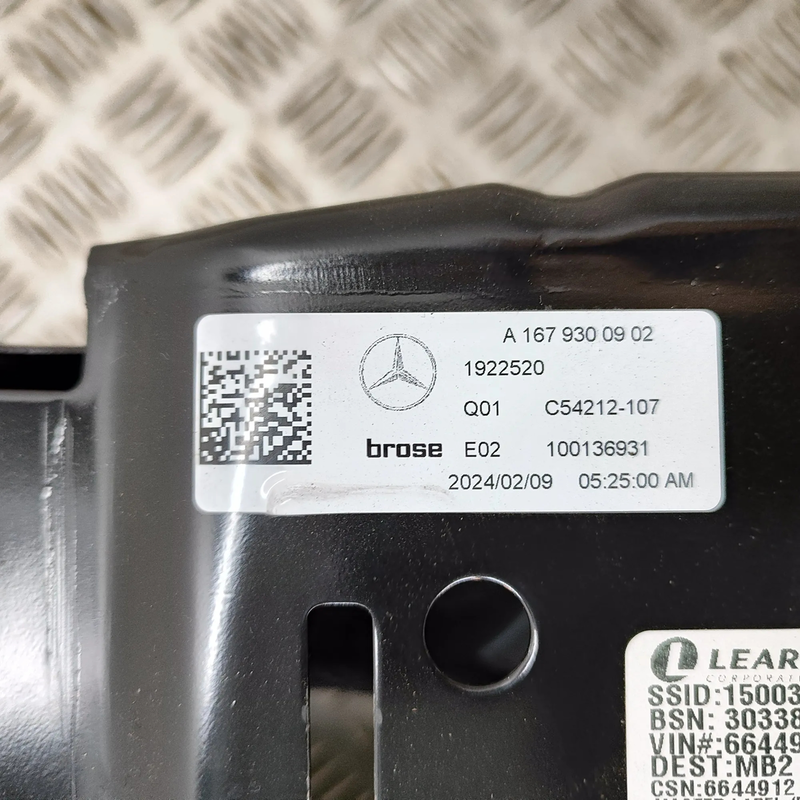 A 167 930 09 02
1922520
Q01 C54212-107
brose E02 100136931
2024/02/09 05:25:00 AM
LEAR
CORPORAT
SSID:15003
BSN: 30338
VIN#:66449
DEST:MB2
CSN:6644912